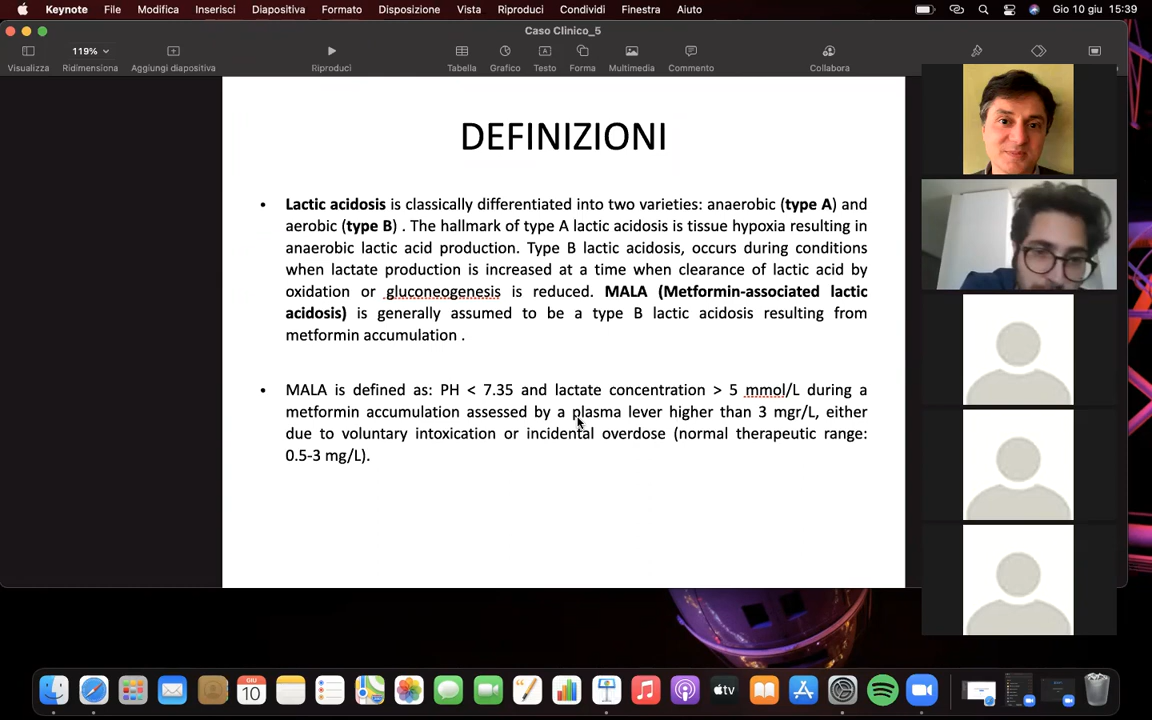 Keynote File Modifica Inserisci Diapositiva Formato Disposizione Vista Riproduci Condividi Finestra Aiuto Gio 10 giu 15:39
Caso Clinico_5
119%
Visualizza Ridimensiona Aggiungi diapositiva Riproduci Tabella Grafico Testo Forma Multimedia Commento Collabora
DEFINIZIONI
• Lactic acidosis is classically differentiated into two varieties: anaerobic (type A) and
aerobic (type B) . The hallmark of type A lactic acidosis is tissue hypoxia resulting in
anaerobic lactic acid production. Type B lactic acidosis, occurs during conditions
when lactate production is increased at a time when clearance of lactic acid by
oxidation or gluconeogenesis is reduced. MALA (Metformin-associated lactic
acidosis) is generally assumed to be a type B lactic acidosis resulting from
metformin accumulation .
• MALA is defined as: PH < 7.35 and lactate concentration > 5 mmol/L during a
metformin accumulation assessed by a plasma lever higher than 3 mgr/L, either
due to voluntary intoxication or incidental overdose (normal therapeutic range:
0.5-3 mg/L).
GIU
10
tv